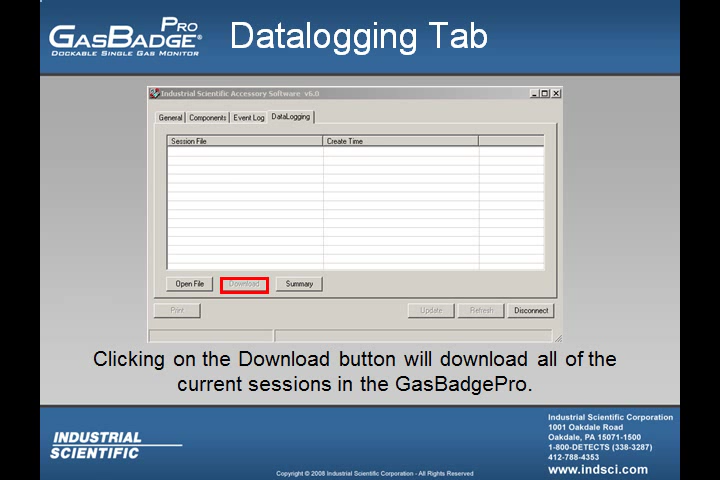 PRO
GASBADGE®
DOCKABLE SINGLE GAS MONITOR
Datalogging Tab
Industrial Scientific Accessory Software v6.0
General Components Event Log DataLogging
Session File Create Time
Open File Download Summary
Print Update Refresh Disconnect
Clicking on the Download button will download all of the
current sessions in the GasBadgePro.
INDUSTRIAL
SCIENTIFIC
Industrial Scientific Corporation
1001 Oakdale Road
Oakdale, PA 15071-1500
1-800-DETECTS (338-3287)
412-788-4353
www.indsci.com
Copyright © 2008 Industrial Scientific Corporation - All Rights Reserved